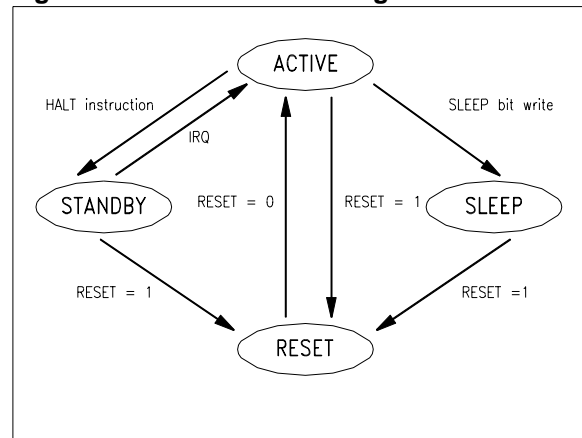 ACTIVE
HALT instruction
SLEEP bit write
IRQ
STANDBY
RESET = 0
RESET = 1
SLEEP
RESET = 1
RESET =1
RESET